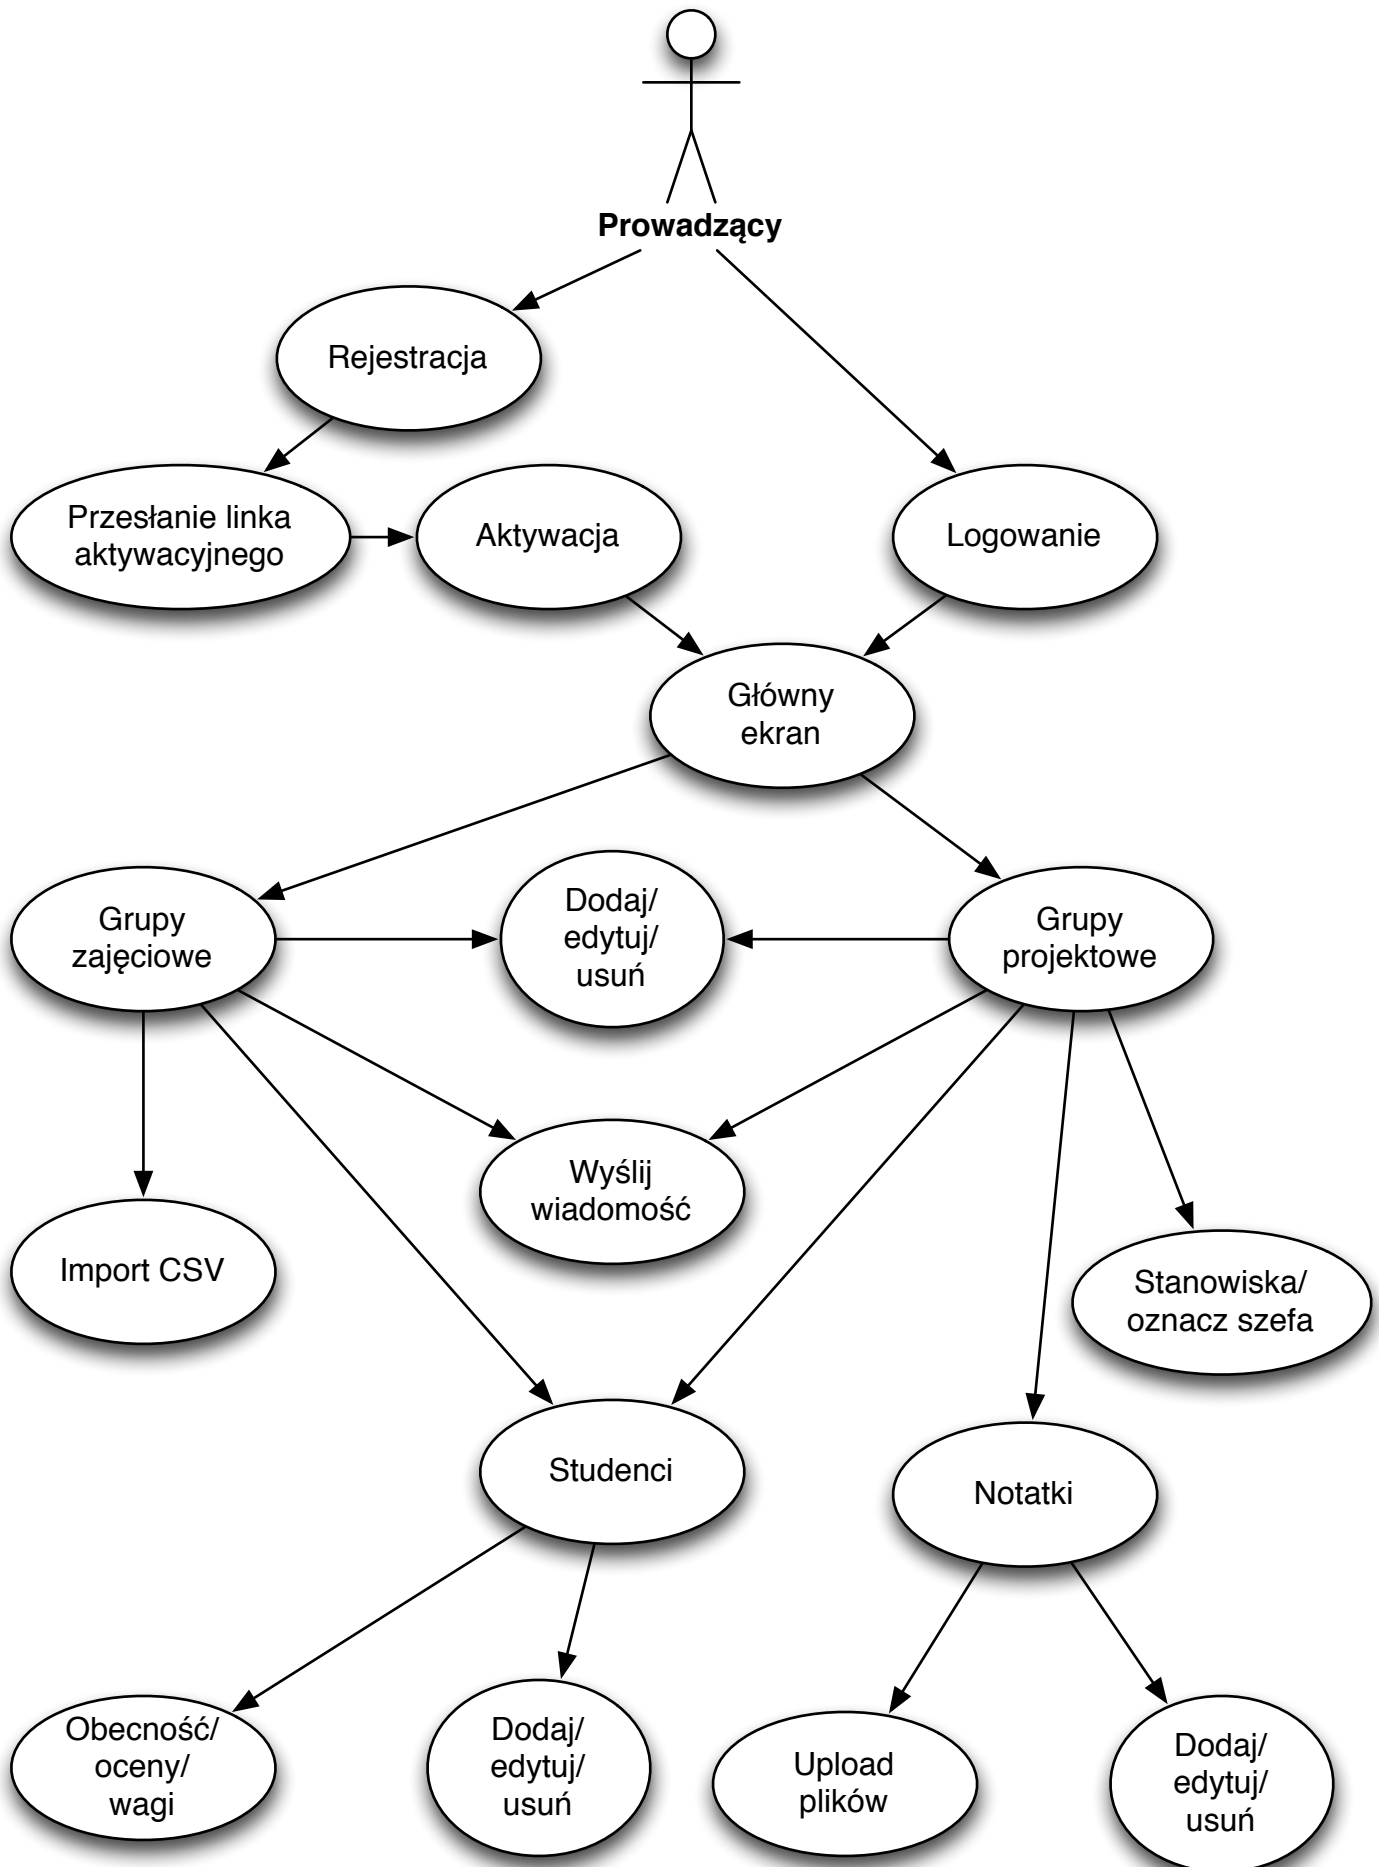 Prowadzący
Rejestracja
Przesłanie linka
aktywacyjnego
Aktywacja
Logowanie
Główny
ekran
Grupy
zajęciowe
Dodaj/
edytuj/
usuń
Grupy
projektowe
Wyślij
wiadomość
Import CSV
Stanowiska/
oznacz szefa
Studenci
Notatki
Obecność/
oceny/
wagi
Dodaj/
edytuj/
usuń
Upload
plików
Dodaj/
edytuj/
usuń